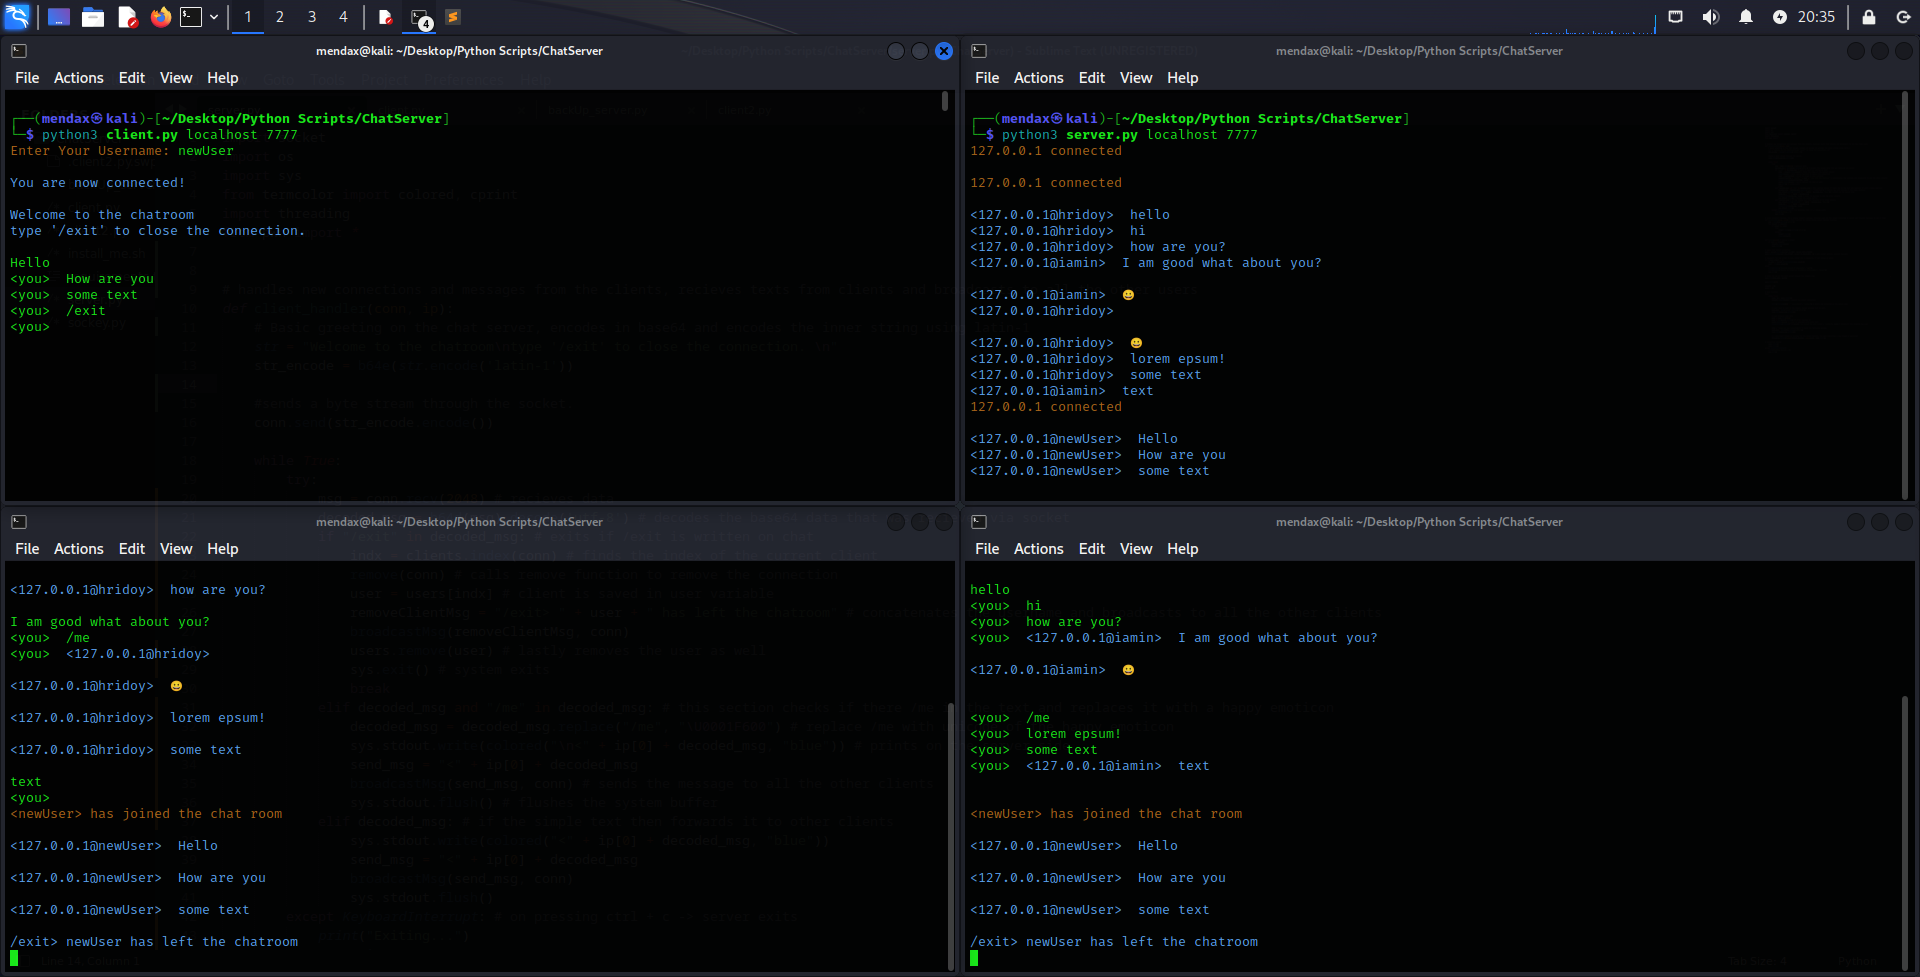 1 2 3 4
4
20:35
mendax@kali: ~/Desktop/Python Scripts/ChatServer
File Actions Edit View Help
┌──(mendax㉿kali)-[~/Desktop/Python Scripts/ChatServer]
└─$ python3 client.py localhost 7777
Enter Your Username: newUser
You are now connected!
Welcome to the chatroom
type '/exit' to close the connection.
Hello
<you>  How are you
<you>  some text
<you>  /exit
<you>
mendax@kali: ~/Desktop/Python Scripts/ChatServer
File Actions Edit View Help
┌──(mendax㉿kali)-[~/Desktop/Python Scripts/ChatServer]
└─$ python3 server.py localhost 7777
127.0.0.1 connected
127.0.0.1 connected
<127.0.0.1@hridoy>  hello
<127.0.0.1@hridoy>  hi
<127.0.0.1@hridoy>  how are you?
<127.0.0.1@iamin>  I am good what about you?
<127.0.0.1@iamin>  😀
<127.0.0.1@hridoy>
<127.0.0.1@hridoy>  😀
<127.0.0.1@hridoy>  lorem epsum!
<127.0.0.1@hridoy>  some text
<127.0.0.1@iamin>  text
127.0.0.1 connected
<127.0.0.1@newUser>  Hello
<127.0.0.1@newUser>  How are you
<127.0.0.1@newUser>  some text
mendax@kali: ~/Desktop/Python Scripts/ChatServer
File Actions Edit View Help
<127.0.0.1@hridoy>  how are you?
I am good what about you?
<you>  /me
<you>  <127.0.0.1@hridoy>
<127.0.0.1@hridoy>  😀
<127.0.0.1@hridoy>  lorem epsum!
<127.0.0.1@hridoy>  some text
text
<you>
<newUser> has joined the chat room
<127.0.0.1@newUser>  Hello
<127.0.0.1@newUser>  How are you
<127.0.0.1@newUser>  some text
/exit> newUser has left the chatroom
mendax@kali: ~/Desktop/Python Scripts/ChatServer
File Actions Edit View Help
hello
<you>  hi
<you>  how are you?
<you>  <127.0.0.1@iamin>  I am good what about you?
<127.0.0.1@iamin>  😀
<you>  /me
<you>  lorem epsum!
<you>  some text
<you>  <127.0.0.1@iamin>  text
<newUser> has joined the chat room
<127.0.0.1@newUser>  Hello
<127.0.0.1@newUser>  How are you
<127.0.0.1@newUser>  some text
/exit> newUser has left the chatroom